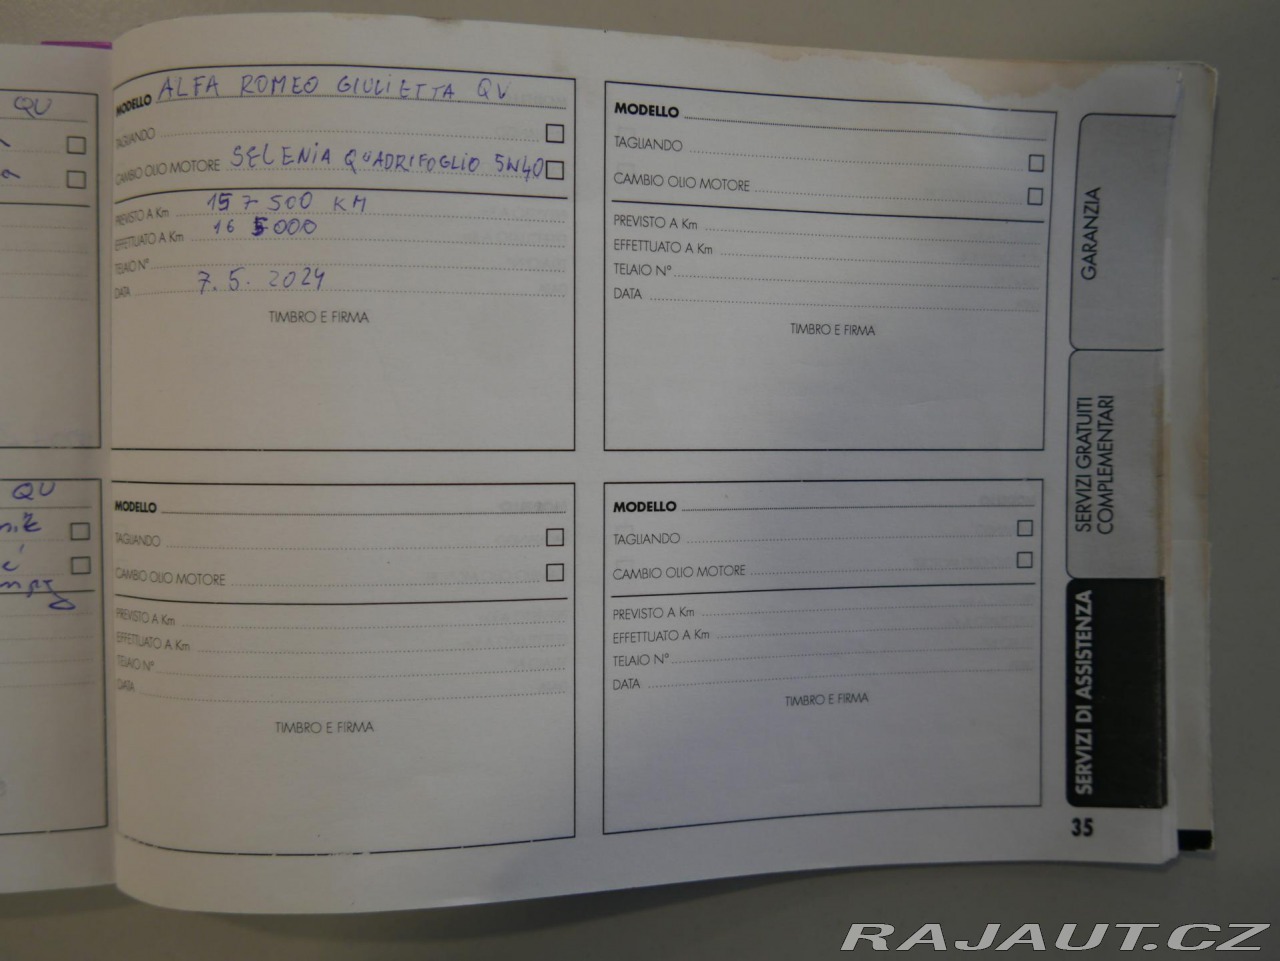 QU
MODELLO ALFA ROMEO GIULIETTA QV
TAGLIANDO
CAMBIO OLIO MOTORE SELENIA QUADRIFOGLIO 5W40
PREVISTO A Km 157 500 KM
EFFETTUATO A Km 165000
TELAIO N°
DATA 7.5.2024
TIMBRO E FIRMA
MODELLO
TAGLIANDO
CAMBIO OLIO MOTORE
PREVISTO A Km
EFFETTUATO A Km
TELAIO N°
DATA
TIMBRO E FIRMA
QU
MODELLO
TAGLIANDO
CAMBIO OLIO MOTORE
PREVISTO A Km
EFFETTUATO A Km
TELAIO N°
DATA
TIMBRO E FIRMA
MODELLO
TAGLIANDO
CAMBIO OLIO MOTORE
PREVISTO A Km
EFFETTUATO A Km
TELAIO N°
DATA
TIMBRO E FIRMA
GARANZIA
SERVIZI GRATUITI
COMPLEMENTARI
SERVIZI DI ASSISTENZA
35
RAJAUT.CZ